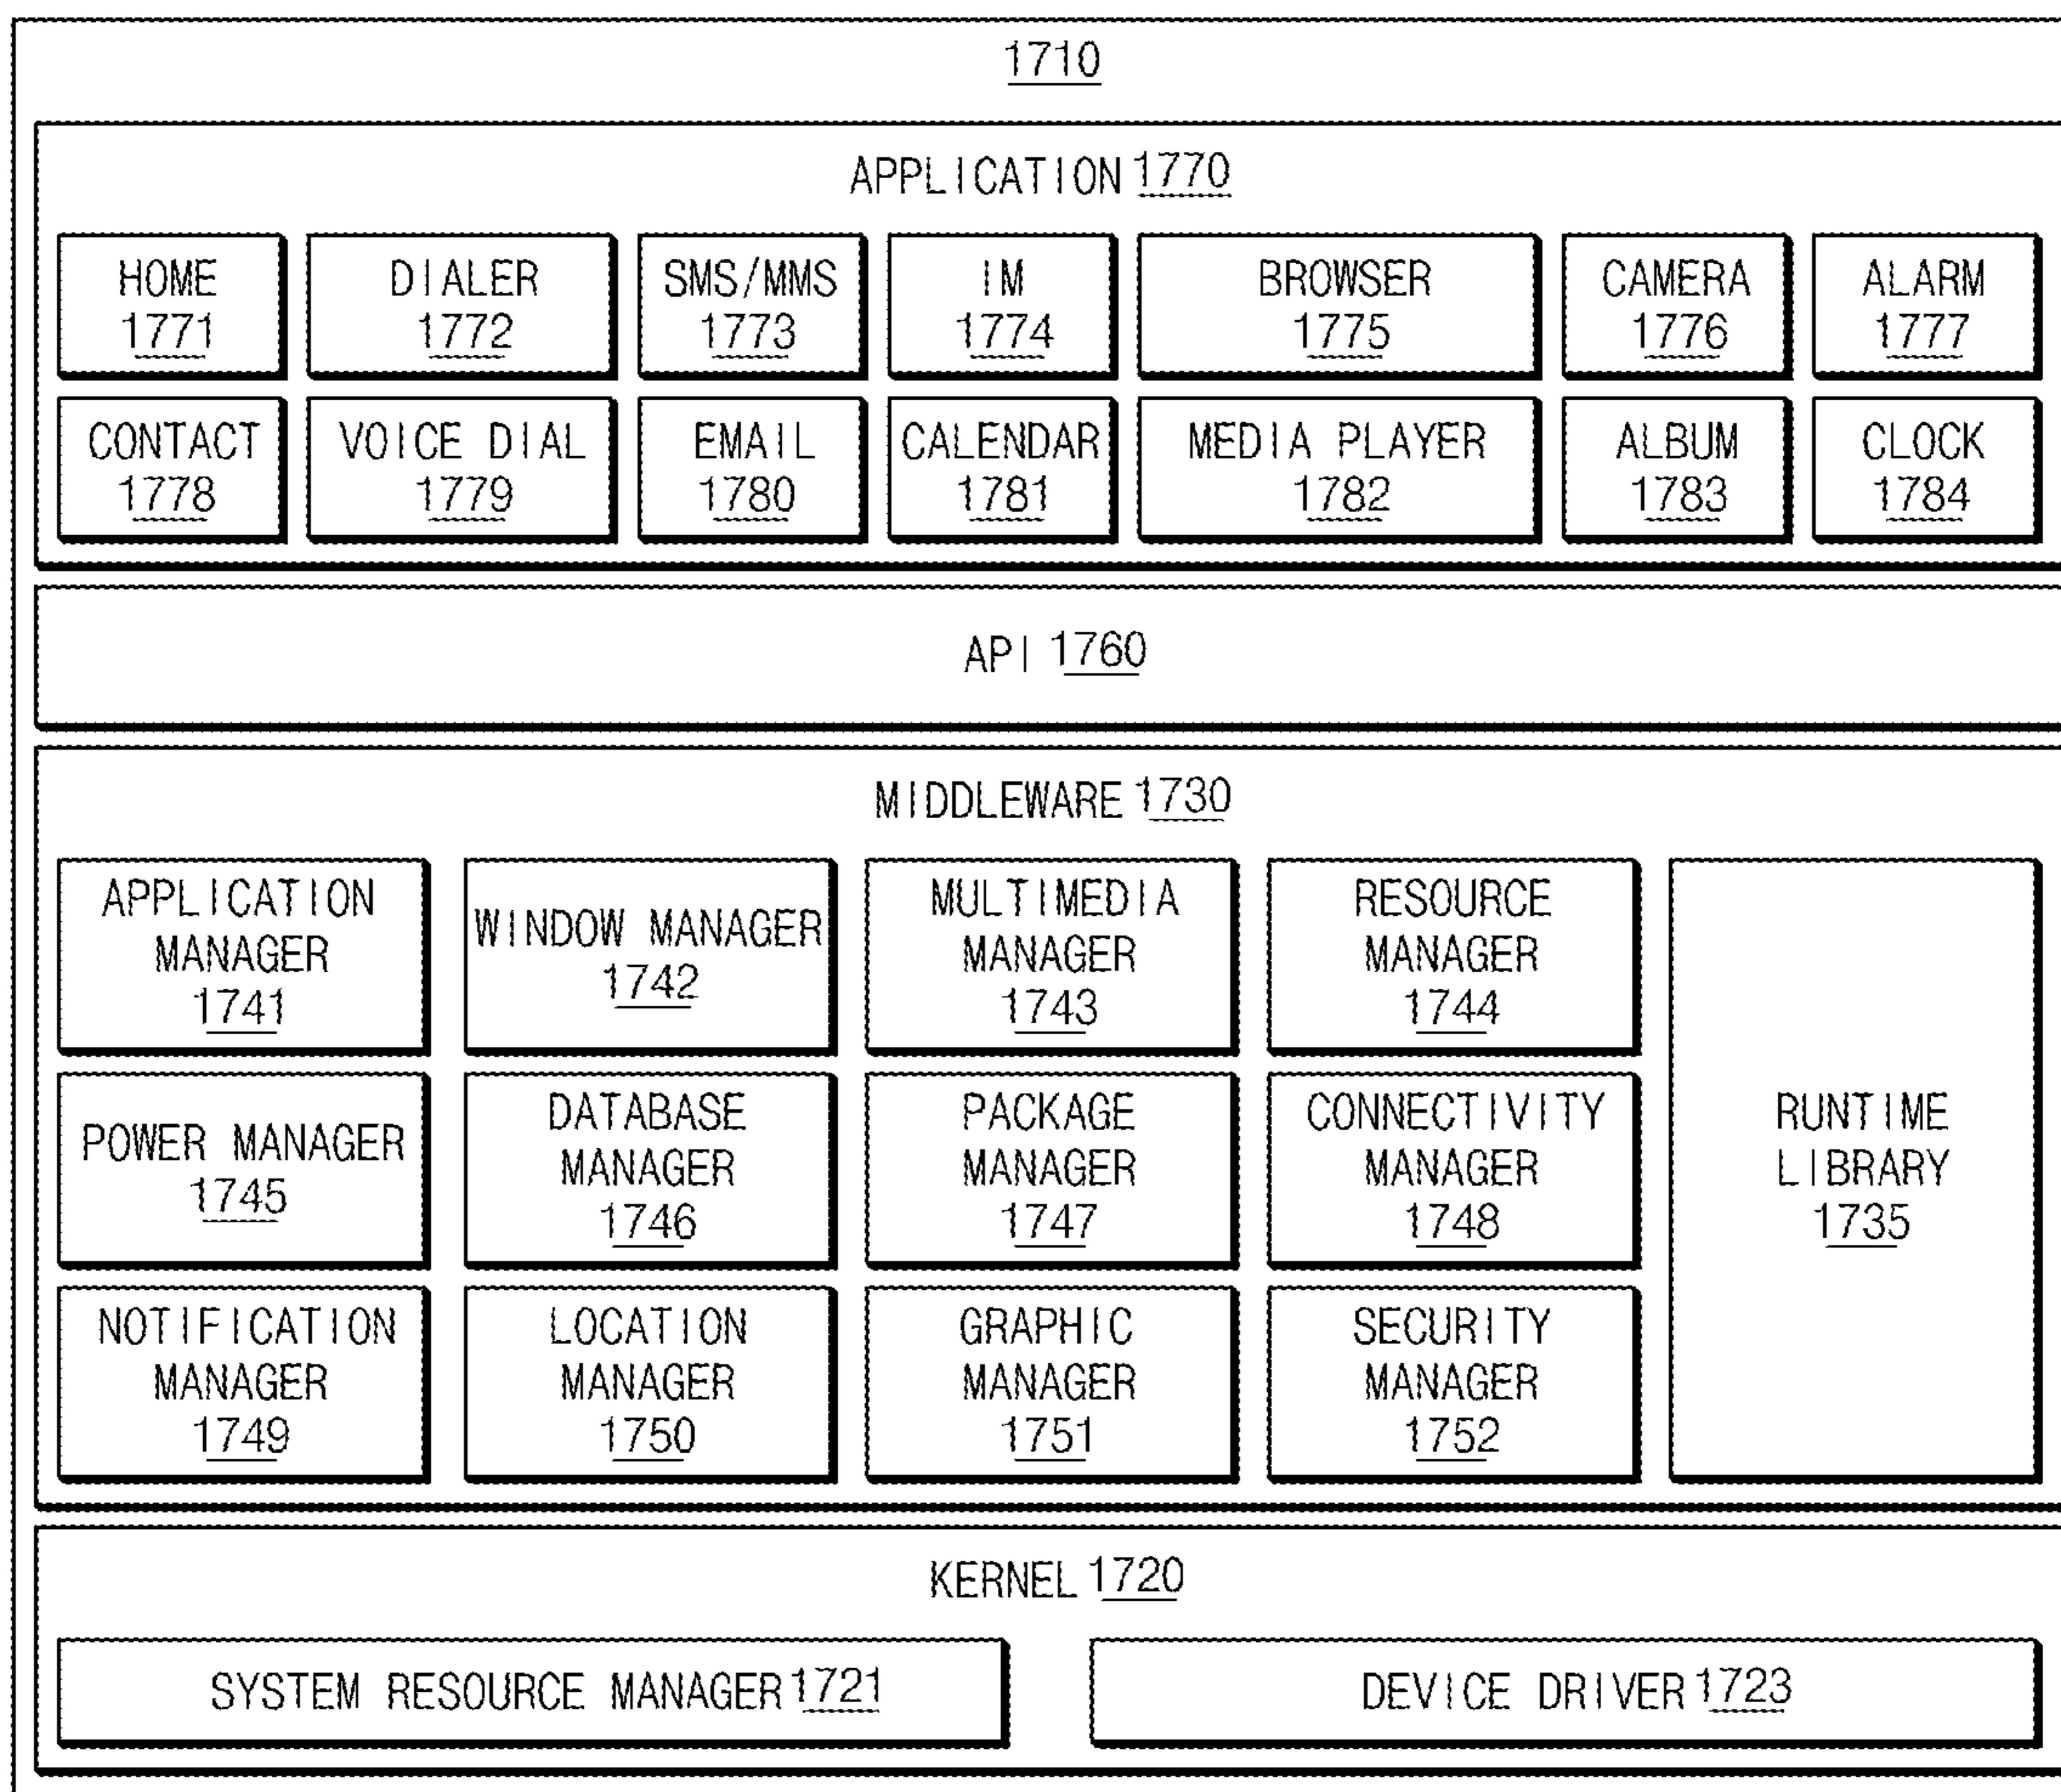 1710
APPLICATION 1770
HOME
1771
DIALER
1772
SMS/MMS
1773
IM
1774
BROWSER
1775
CAMERA
1776
ALARM
1777
CONTACT
1778
VOICE DIAL
1779
EMAIL
1780
CALENDAR
1781
MEDIA PLAYER
1782
ALBUM
1783
CLOCK
1784
API 1760
MIDDLEWARE 1730
APPLICATION
MANAGER
1741
WINDOW MANAGER
1742
MULTIMEDIA
MANAGER
1743
RESOURCE
MANAGER
1744
POWER MANAGER
1745
DATABASE
MANAGER
1746
PACKAGE
MANAGER
1747
CONNECTIVITY
MANAGER
1748
RUNTIME
LIBRARY
1735
NOTIFICATION
MANAGER
1749
LOCATION
MANAGER
1750
GRAPHIC
MANAGER
1751
SECURITY
MANAGER
1752
KERNEL 1720
SYSTEM RESOURCE MANAGER 1721
DEVICE DRIVER 1723